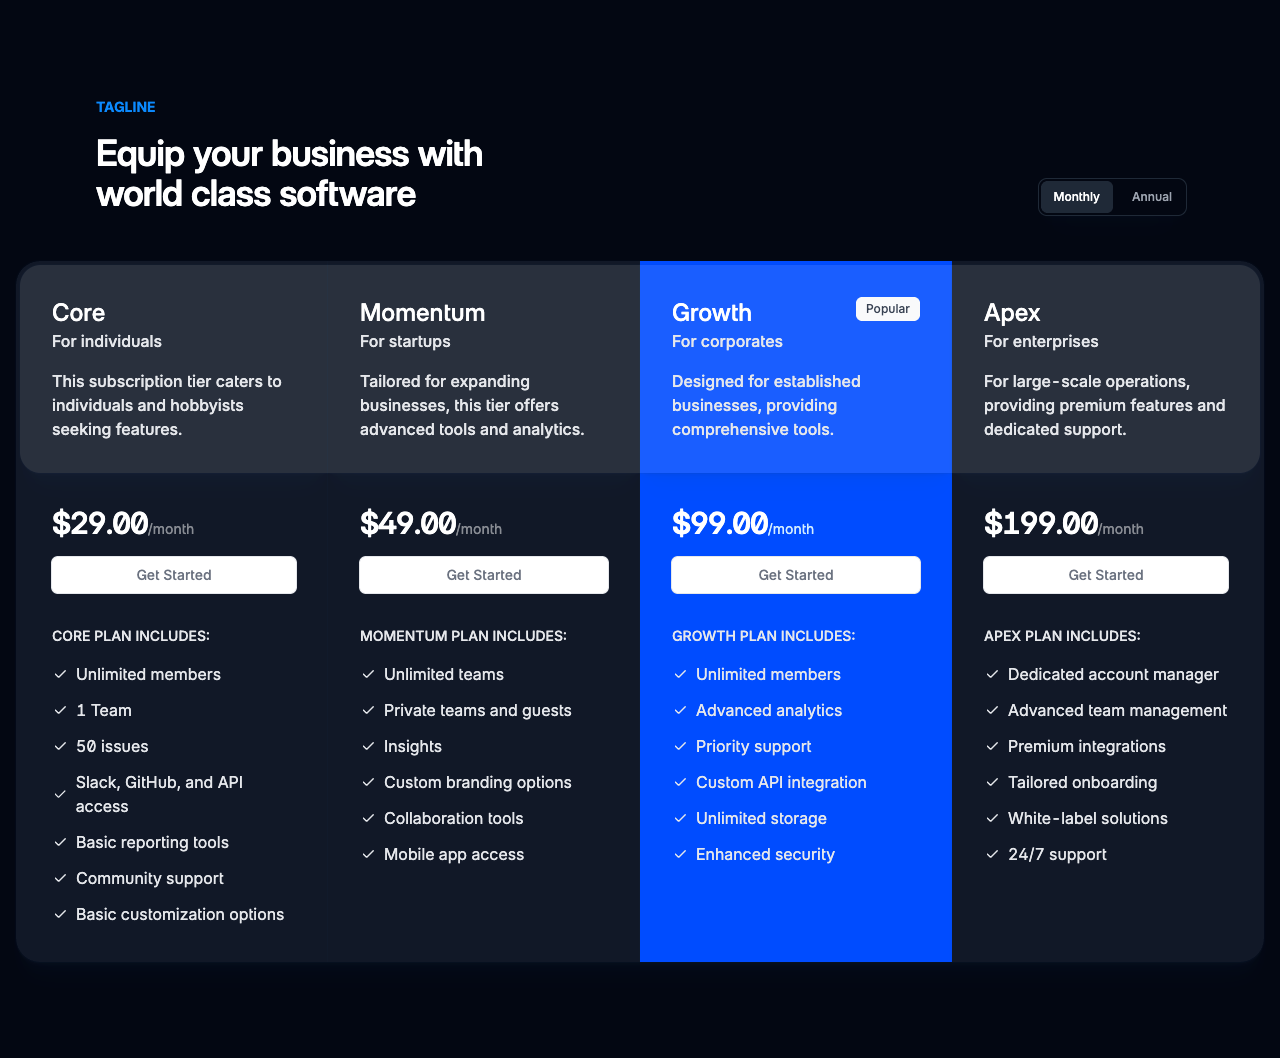 TAGLINE
Equip your business with
world class software
Monthly
Annual
Core
For individuals
This subscription tier caters to
individuals and hobbyists
seeking features.
$29.00/month
Get Started
CORE PLAN INCLUDES:
Unlimited members
1 Team
50 issues
Slack, GitHub, and API
access
Basic reporting tools
Community support
Basic customization options
Momentum
For startups
Tailored for expanding
businesses, this tier offers
advanced tools and analytics.
$49.00/month
Get Started
MOMENTUM PLAN INCLUDES:
Unlimited teams
Private teams and guests
Insights
Custom branding options
Collaboration tools
Mobile app access
Growth
Popular
For corporates
Designed for established
businesses, providing
comprehensive tools.
$99.00/month
Get Started
GROWTH PLAN INCLUDES:
Unlimited members
Advanced analytics
Priority support
Custom API integration
Unlimited storage
Enhanced security
Apex
For enterprises
For large-scale operations,
providing premium features and
dedicated support.
$199.00/month
Get Started
APEX PLAN INCLUDES:
Dedicated account manager
Advanced team management
Premium integrations
Tailored onboarding
White-label solutions
24/7 support